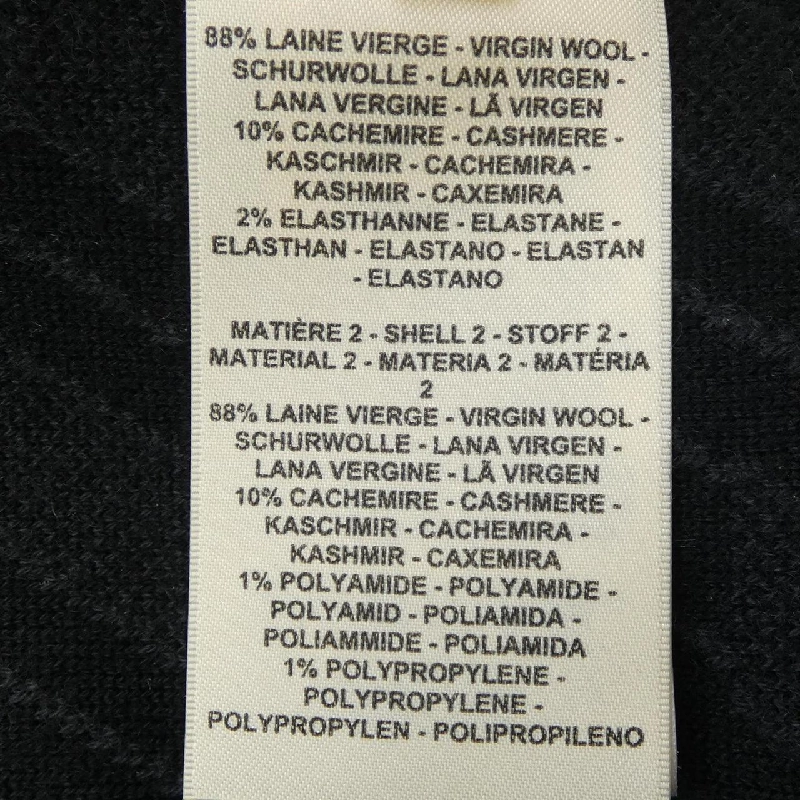 88% LAINE VIERGE - VIRGIN WOOL -
SCHURWOLLE - LANA VIRGEN -
LANA VERGINE - LÃ VIRGEN
10% CACHEMIRE - CASHMERE -
KASCHMIR - CACHEMIRA -
KASHMIR - CAXEMIRA
2% ELASTHANNE - ELASTANE -
ELASTHAN - ELASTANO - ELASTAN
- ELASTANO
MATIÈRE 2 - SHELL 2 - STOFF 2 -
MATERIAL 2 - MATERIA 2 - MATÉRIA
2
88% LAINE VIERGE - VIRGIN WOOL -
SCHURWOLLE - LANA VIRGEN -
LANA VERGINE - LÃ VIRGEN
10% CACHEMIRE - CASHMERE -
KASCHMIR - CACHEMIRA -
KASHMIR - CAXEMIRA
1% POLYAMIDE - POLYAMIDE -
POLYAMID - POLIAMIDA -
POLIAMMIDE - POLIAMIDA
1% POLYPROPYLENE -
POLYPROPYLENE -
POLYPROPYLEN - POLIPROPILENO